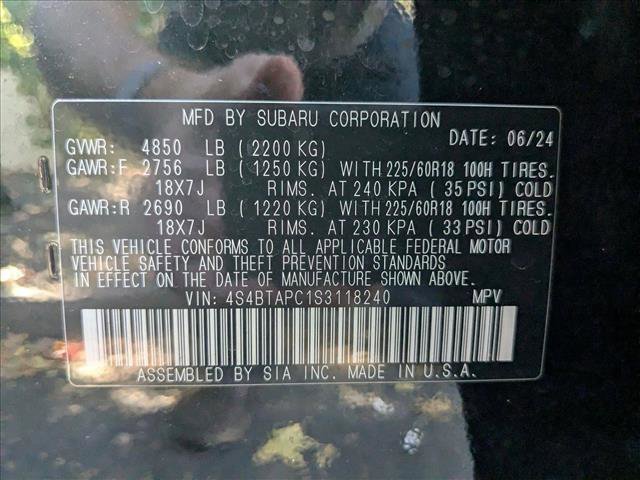 MFD BY SUBARU CORPORATION
DATE: 06/24
GVWR: 4850 LB (2200 KG)
GAWR:F 2756 LB (1250 KG) WITH 225/60R18 100H TIRES.
18X7J RIMS. AT 240 KPA (35 PSI) COLD
GAWR:R 2690 LB (1220 KG) WITH 225/60R18 100H TIRES.
18X7J RIMS. AT 230 KPA (33 PSI) COLD
THIS VEHICLE CONFORMS TO ALL APPLICABLE FEDERAL MOTOR
VEHICLE SAFETY AND THEFT PREVENTION STANDARDS
IN EFFECT ON THE DATE OF MANUFACTURE SHOWN ABOVE.
VIN: 4S4BTAPC1S3118240 MPV
ASSEMBLED BY SIA INC. MADE IN U.S.A.